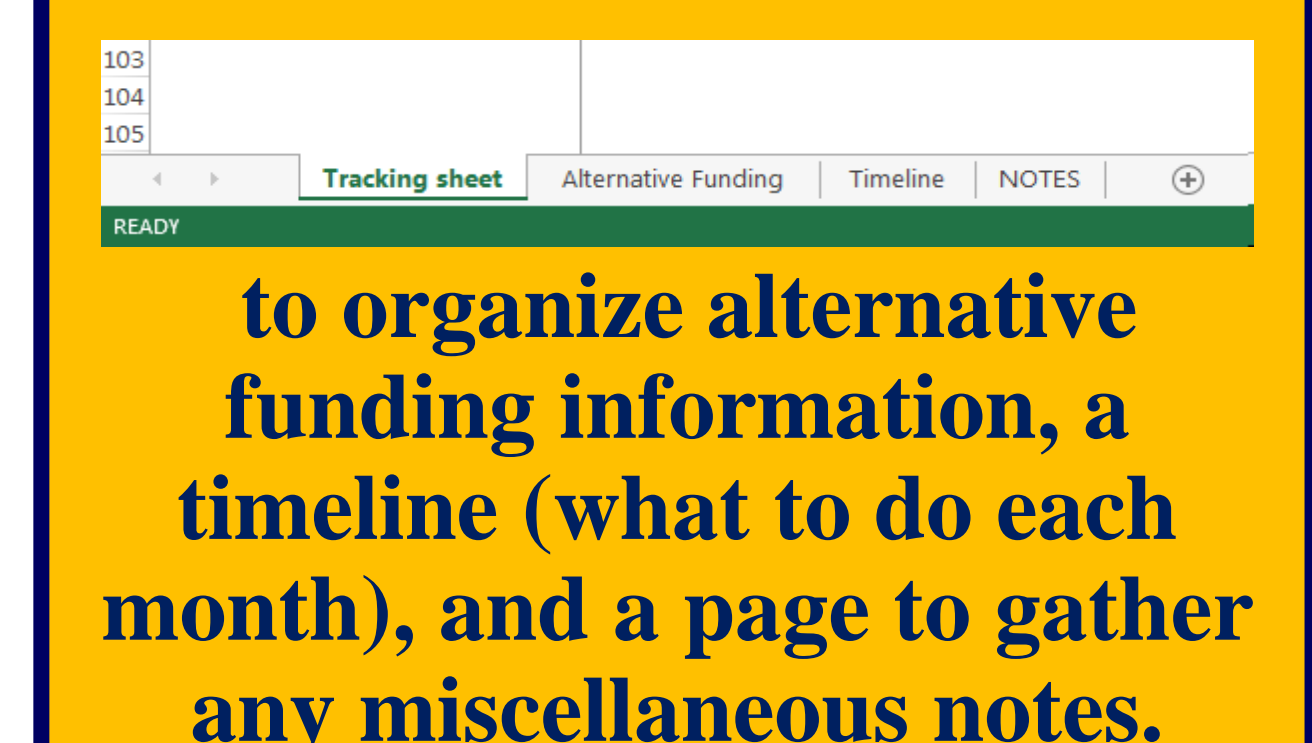 103
104
105
Tracking sheet Alternative Funding Timeline NOTES
READY
to organize alternative
funding information, a
timeline (what to do each
month), and a page to gather
any miscellaneous notes.